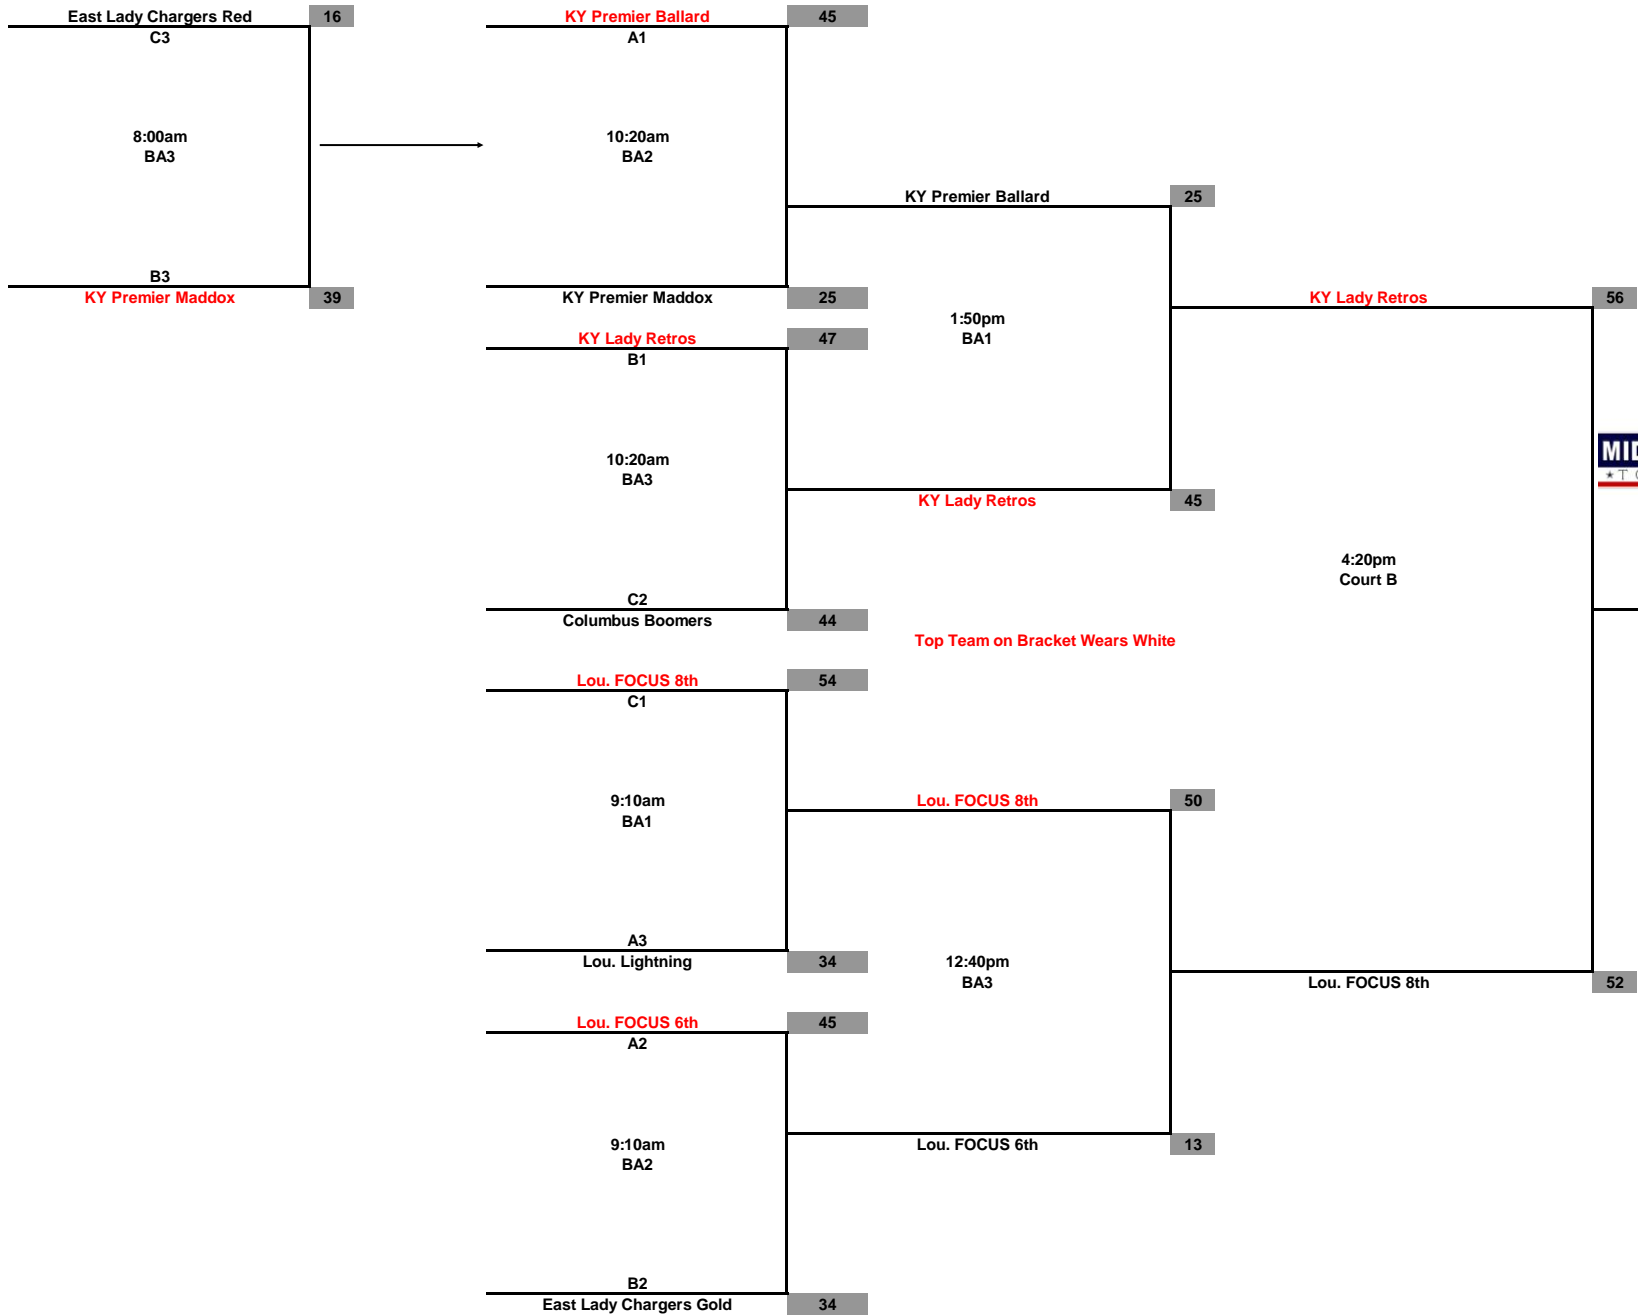 East Lady Chargers Red 16
C3
8:00am
BA3
B3
KY Premier Maddox 39
KY Premier Ballard 45
A1
10:20am
BA2
KY Premier Maddox 25
KY Lady Retros 47
B1
10:20am
BA3
C2
Columbus Boomers 44
Lou. FOCUS 8th 54
C1
9:10am
BA1
A3
Lou. Lightning 34
Lou. FOCUS 6th 45
A2
9:10am
BA2
B2
East Lady Chargers Gold 34
KY Premier Ballard 25
1:50pm
BA1
KY Lady Retros 45
Top Team on Bracket Wears White
Lou. FOCUS 8th 50
12:40pm
BA3
Lou. FOCUS 6th 13
KY Lady Retros 56
4:20pm
Court B
Lou. FOCUS 8th 52